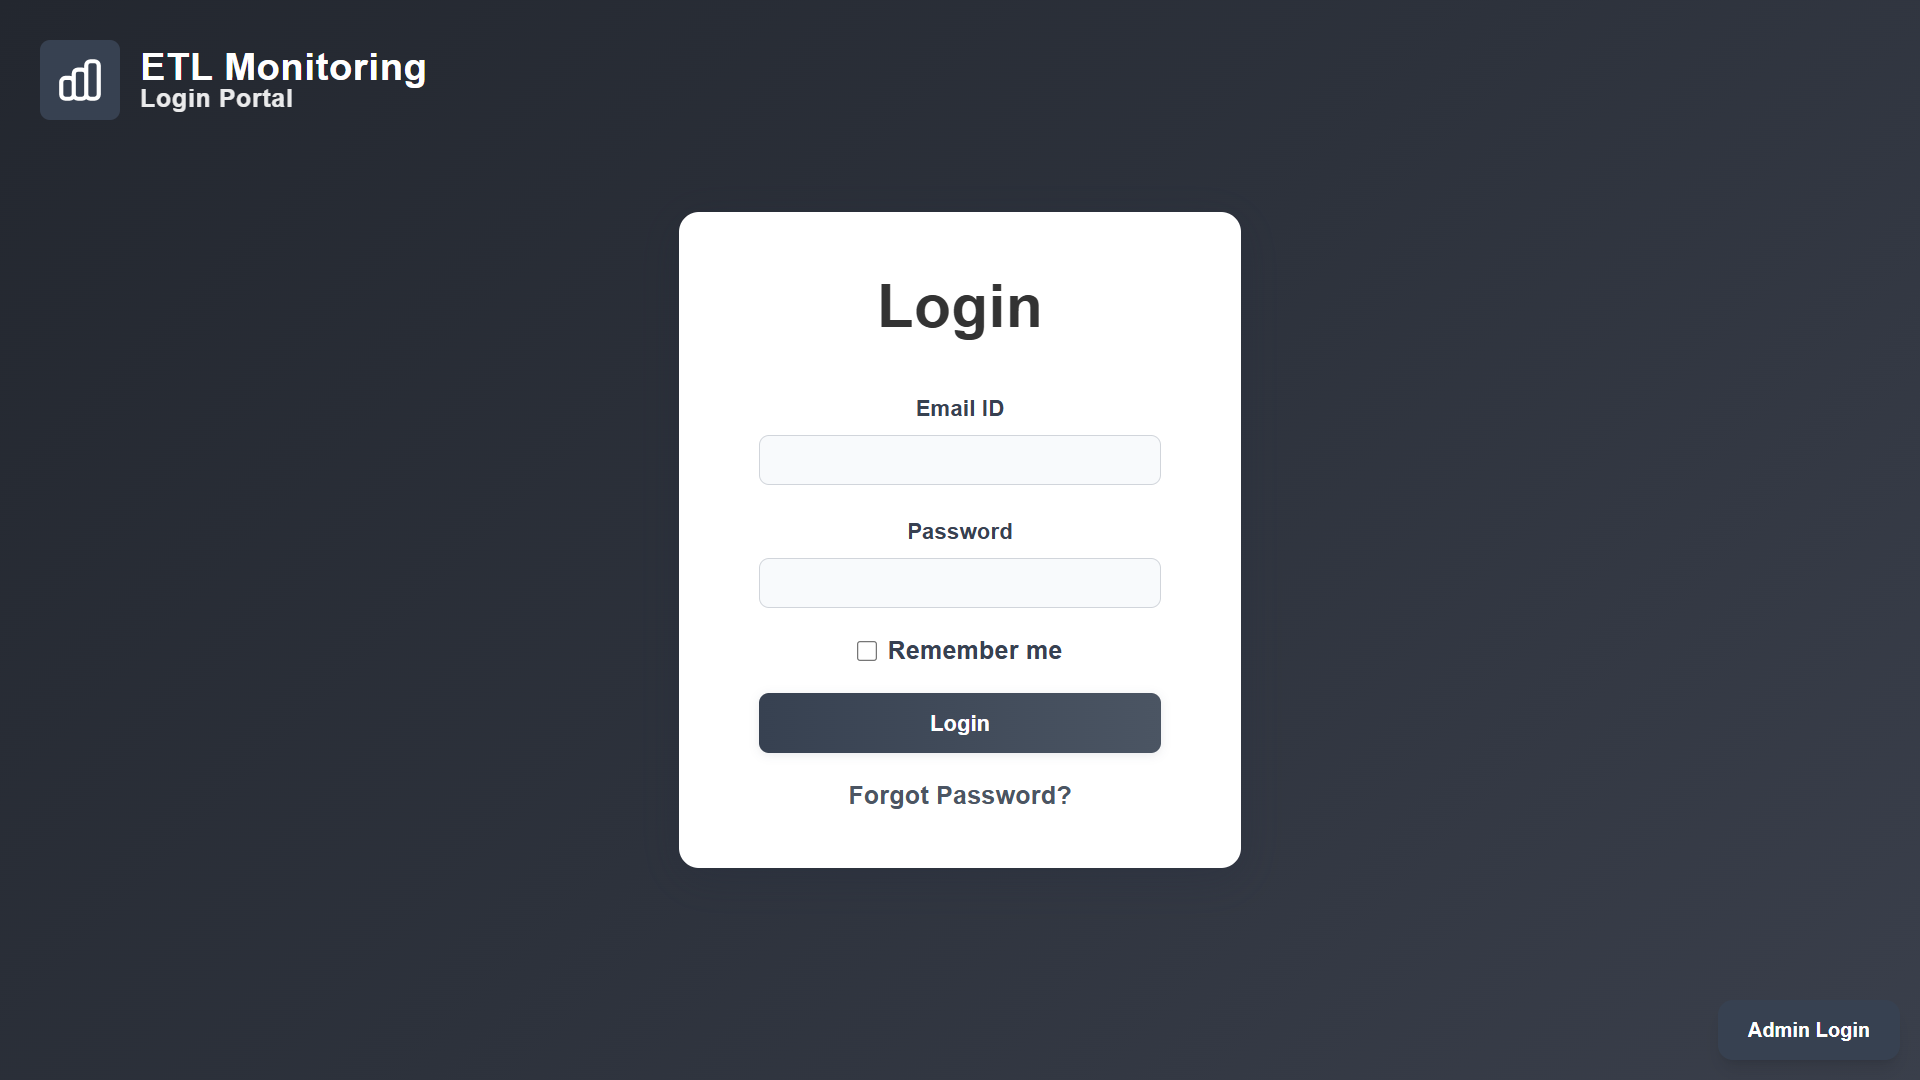 ETL Monitoring
Login Portal
Login
Email ID
Password
Remember me
Login
Forgot Password?
Admin Login